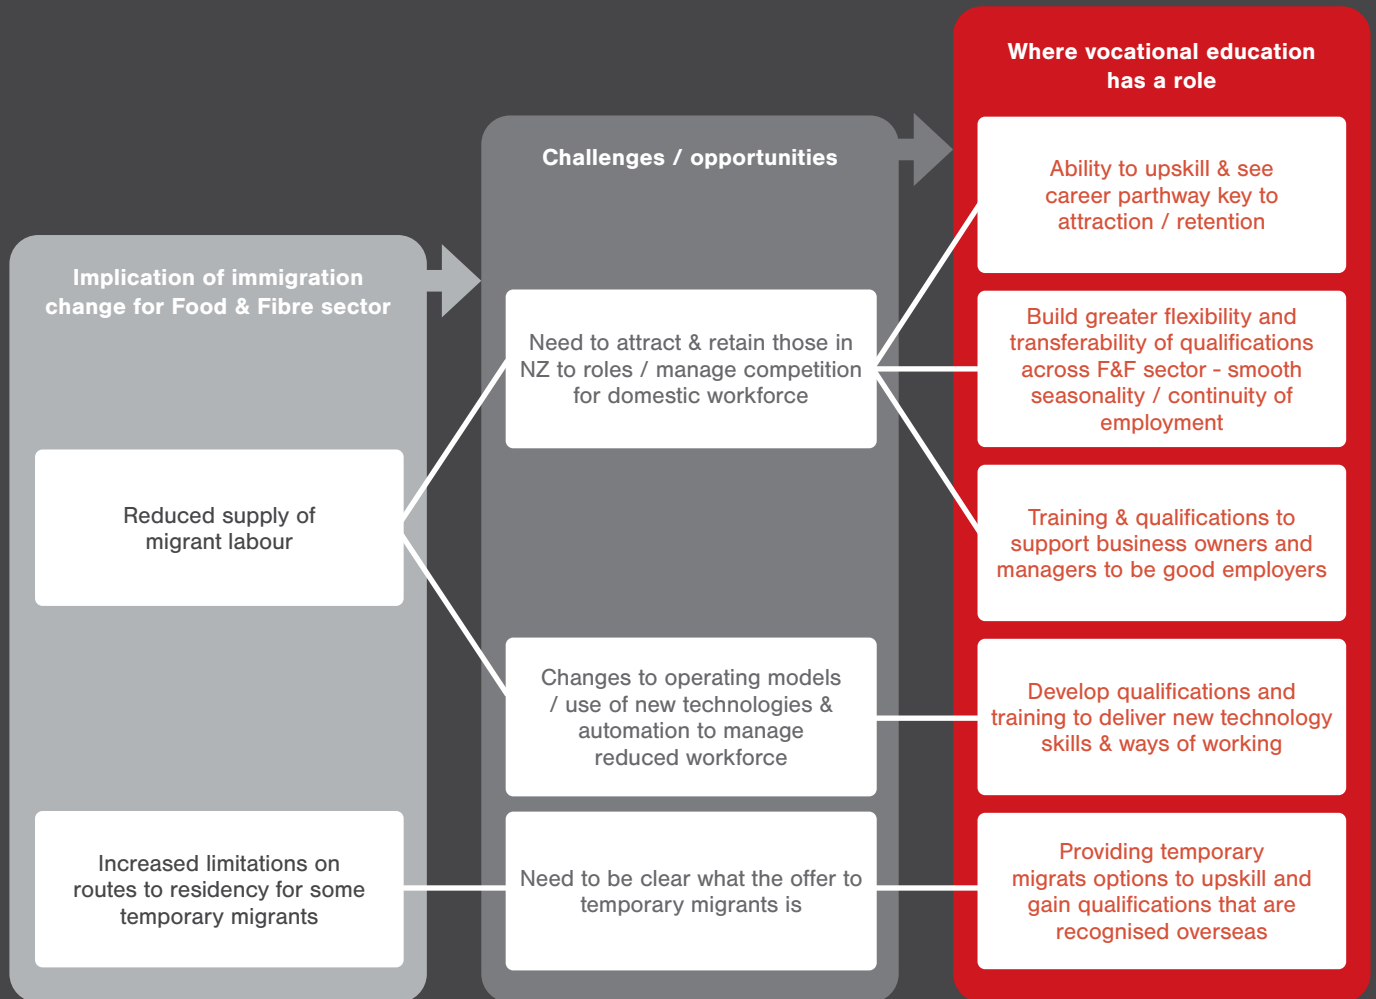 Implication of immigration
change for Food & Fibre sector
Reduced supply of
migrant labour
Increased limitations on
routes to residency for some
temporary migrants
Challenges / opportunities
Need to attract & retain those in
NZ to roles / manage competition
for domestic workforce
Changes to operating models
/ use of new technologies &
automation to manage
reduced workforce
Need to be clear what the offer to
temporary migrants is
Where vocational education
has a role
Ability to upskill & see
career parthway key to
attraction / retention
Build greater flexibility and
transferability of qualifications
across F&F sector - smooth
seasonality / continuity of
employment
Training & qualifications to
support business owners and
managers to be good employers
Develop qualifications and
training to deliver new technology
skills & ways of working
Providing temporary
migrats options to upskill and
gain qualifications that are
recognised overseas